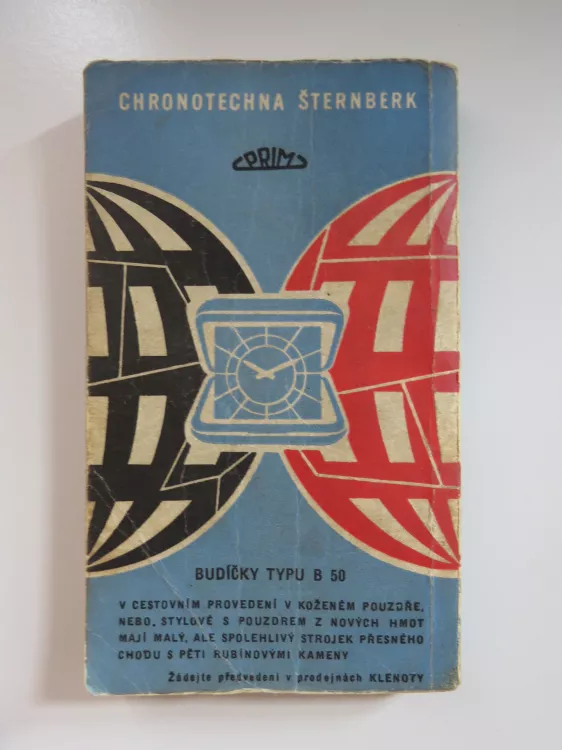 CHRONOTECHNA ŠTERNBERK
PRIM
BUDÍČKY TYPU B 50
V CESTOVNÍM PROVEDENÍ V KOŽENÉM POUZDŘE,
NEBO, STYLOVÉ S POUZDREM Z NOVÝCH HMOT
MAJÍ MALÝ, ALE SPOLEHLIVÝ STROJEK PŘESNÉHO
CHODU S PĚTI RUBÍNOVÝMI KAMENY
Žádejte předvedení v prodejnách KLENOTY